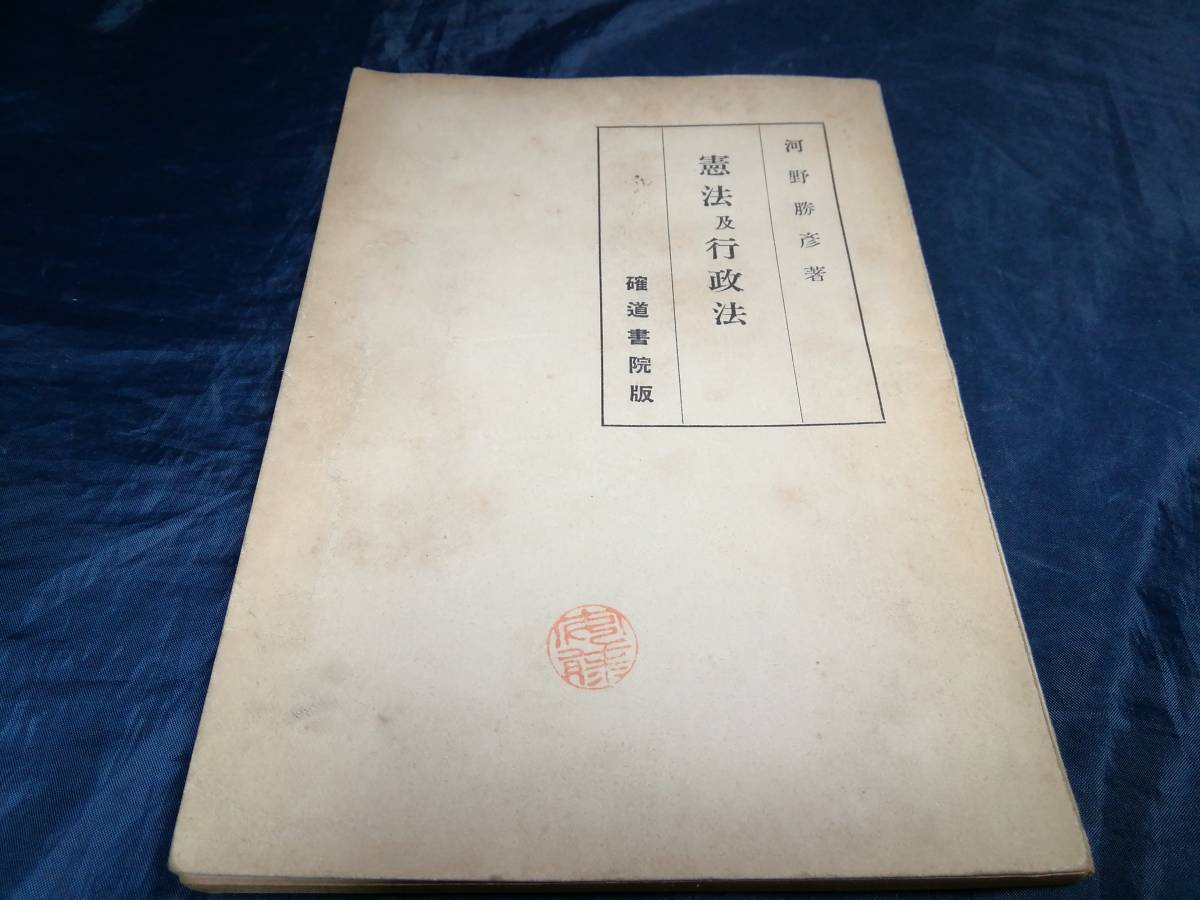 河野勝彦著
憲法及行政法
確道書院版